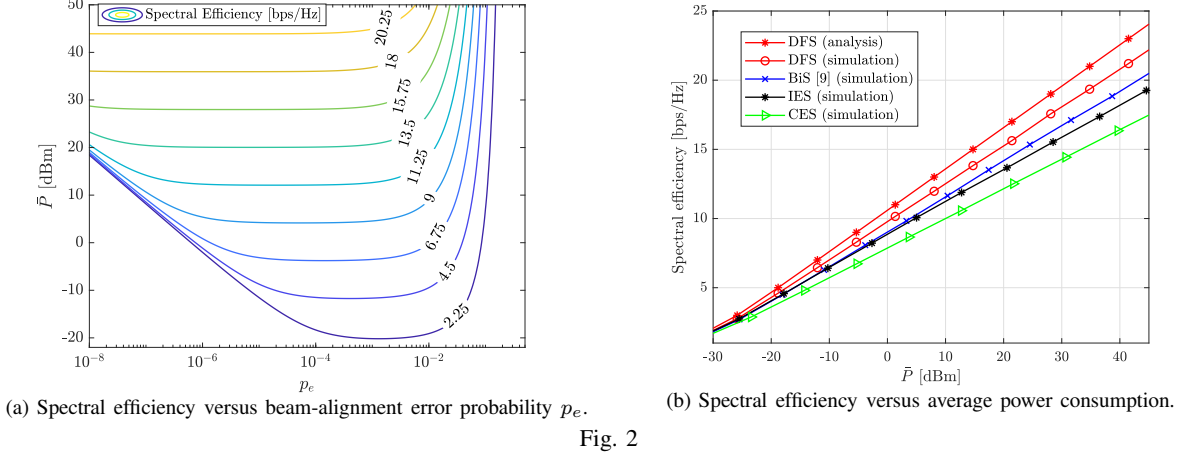 Spectral Efficiency [bps/Hz]
50
40
30
20
10
0
-10
-20
P̄ [dBm]
20.25
18
15.75
13.5
11.25
9
6.75
4.5
2.25
10⁻⁸ 10⁻⁶ 10⁻⁴ 10⁻²
pₑ
(a) Spectral efficiency versus beam-alignment error probability pₑ.
25
20
15
10
5
Spectral efficiency [bps/Hz]
DFS (analysis)
DFS (simulation)
BiS [9] (simulation)
IES (simulation)
CES (simulation)
-30 -20 -10 0 10 20 30 40
P̄ [dBm]
(b) Spectral efficiency versus average power consumption.
Fig. 2